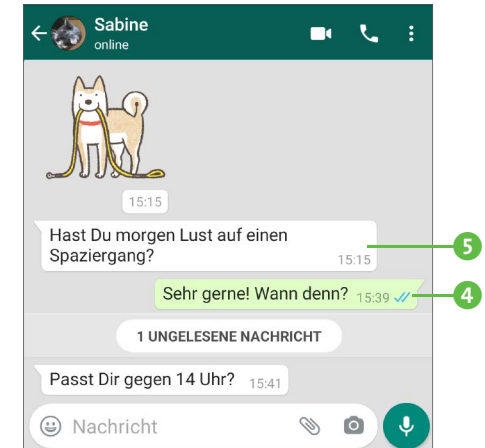 Sabine
online
15:15
Hast Du morgen Lust auf einen
Spaziergang?
15:15
5
Sehr gerne! Wann denn? 15:39
4
1 UNGELESENE NACHRICHT
Passt Dir gegen 14 Uhr? 15:41
Nachricht